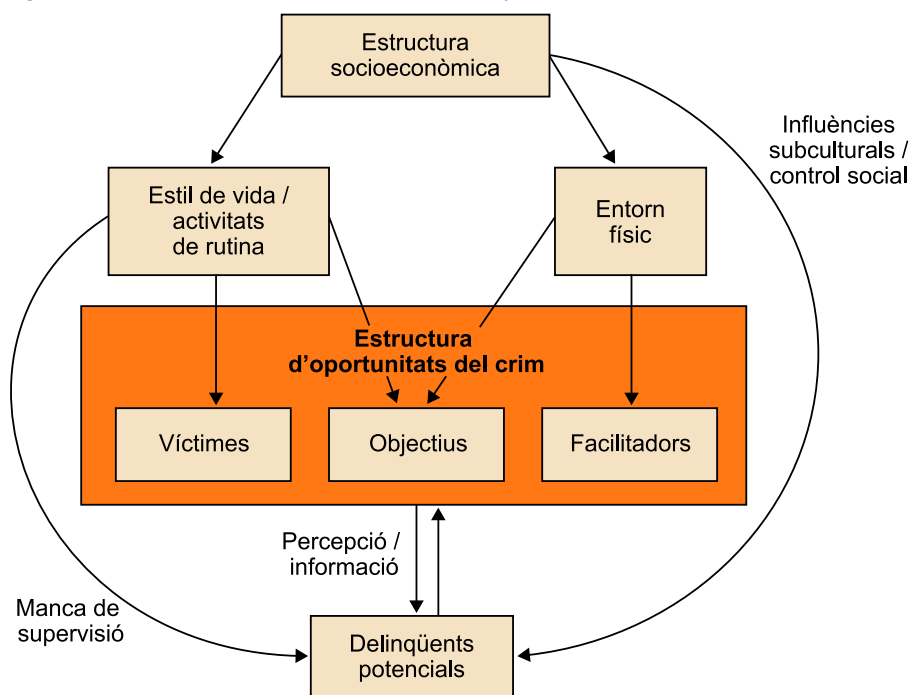 Estructura
socioeconòmica
Influències
subculturals /
control social
Estil de vida /
activitats
de rutina
Entorn
físic
Estructura
d'oportunitats del crim
Víctimes
Objectius
Facilitadors
Percepció /
informació
Manca de
supervisió
Delinqüents
potencials